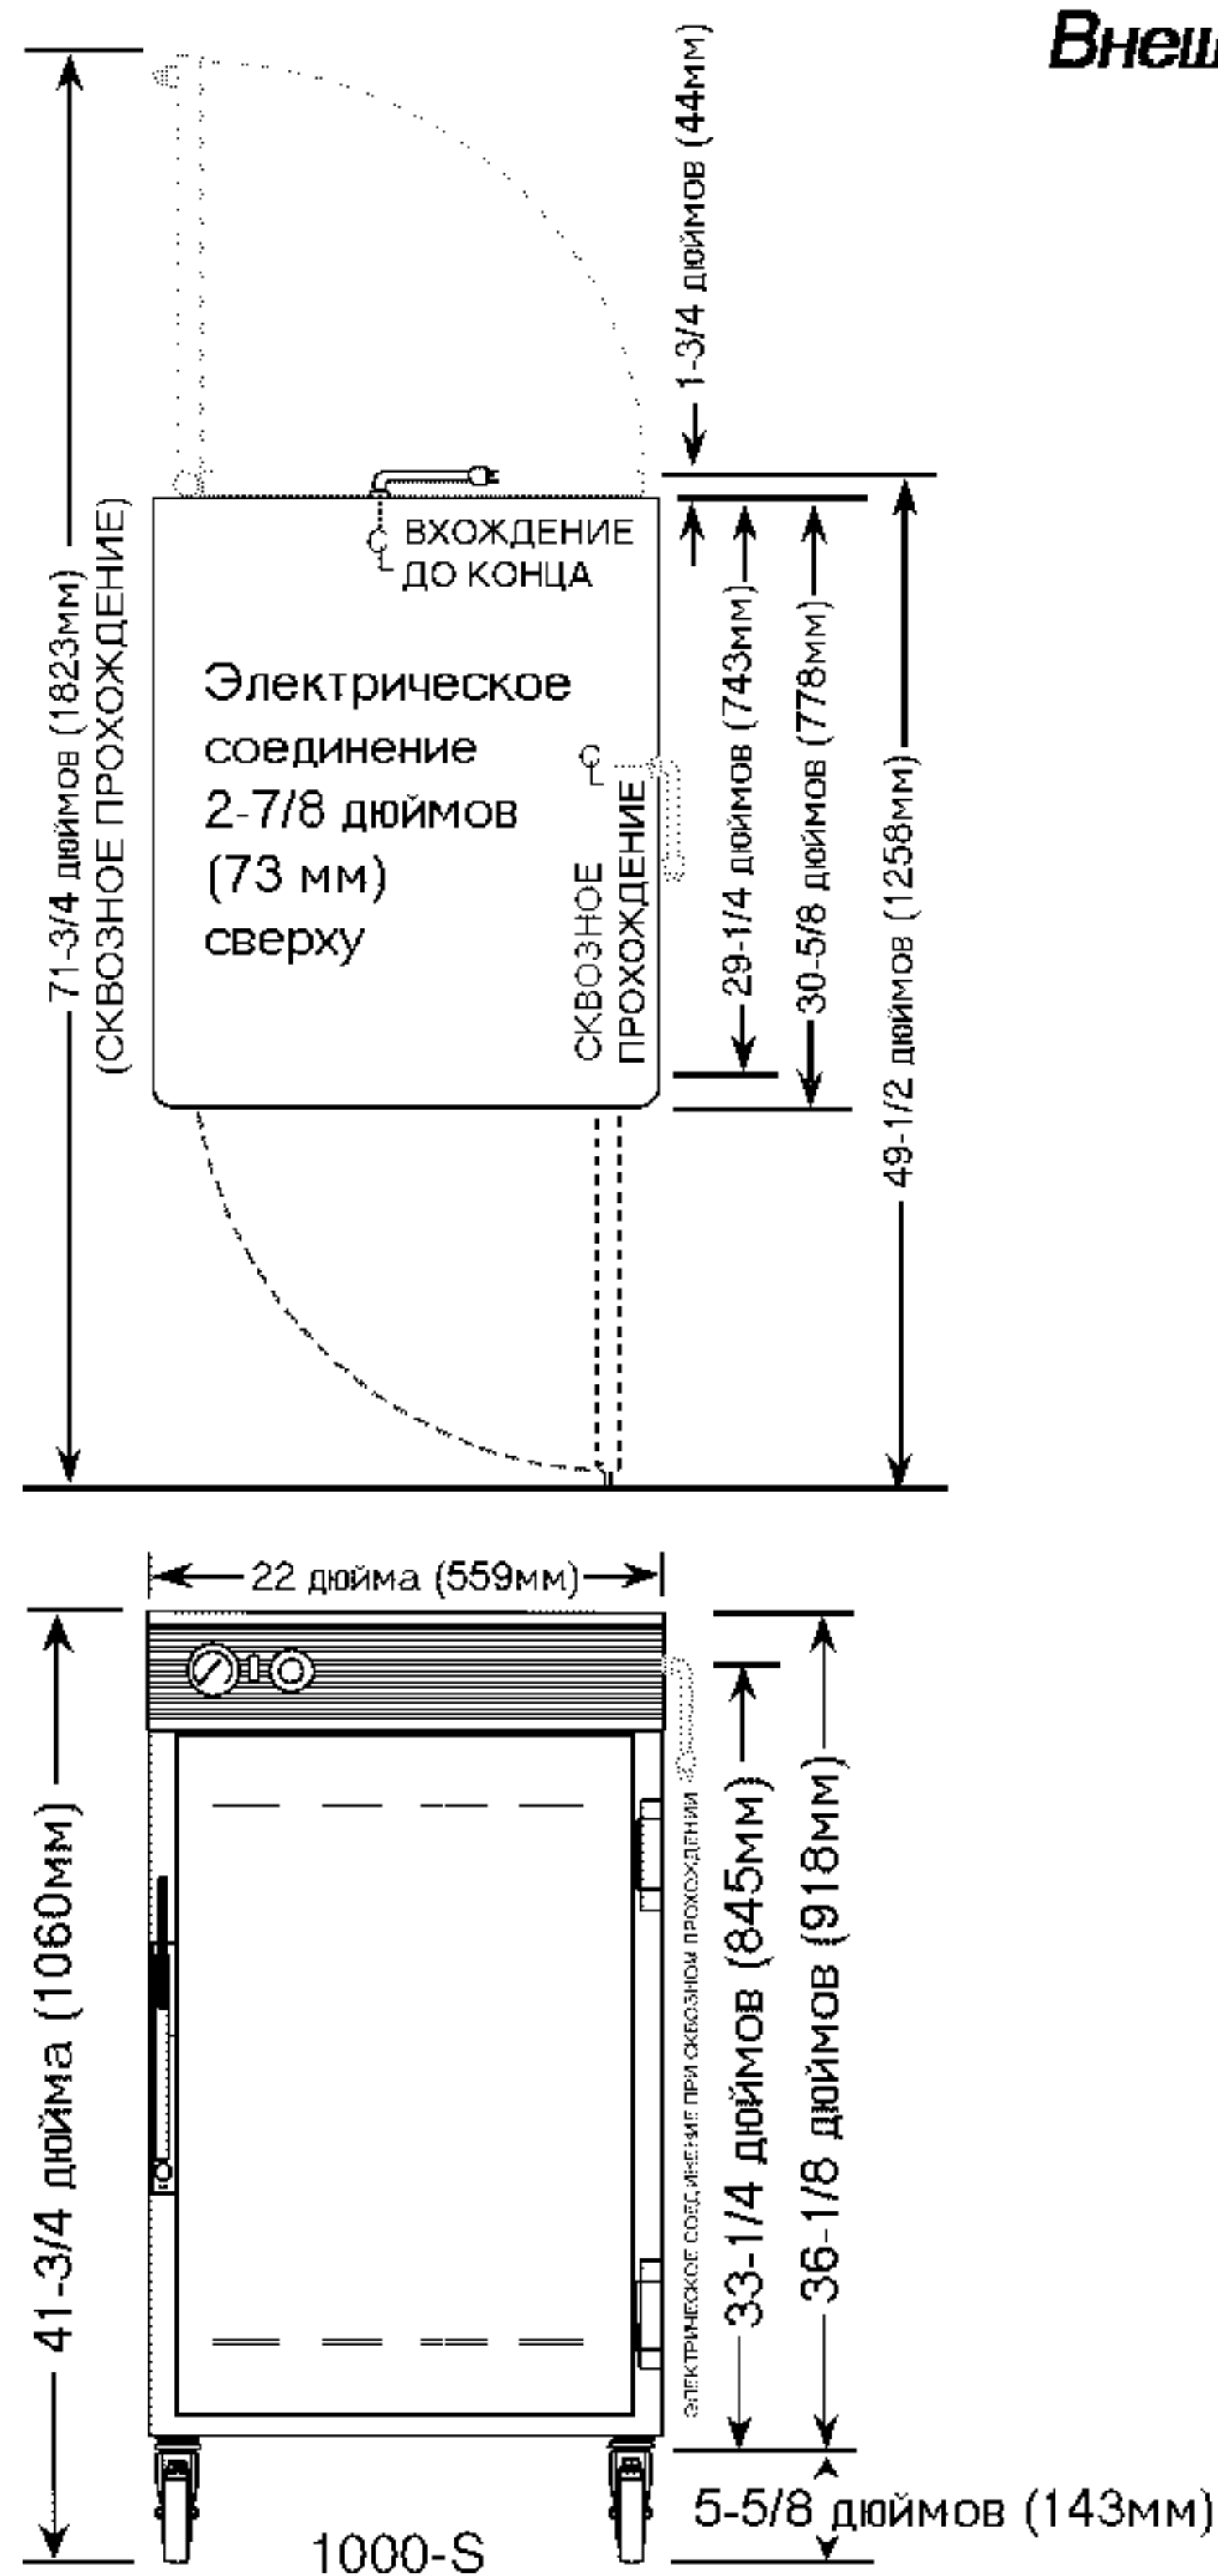 Внеш
1-3/4 дюймов (44мм)
71-3/4 дюймов (1823мм)
(СКВОЗНОЕ ПРОХОЖДЕНИЕ)
ВХОЖДЕНИЕ
ДО КОНЦА
Электрическое
соединение
2-7/8 дюймов
(73 мм)
сверху
СКВОЗНОЕ
ПРОХОЖДЕНИЕ
29-1/4 дюймов (743мм)
30-5/8 дюймов (778мм)
49-1/2 дюймов (1258мм)
22 дюйма (559мм)
41-3/4 дюйма (1060мм)
ЭЛЕКТРИЧЕСКОЕ СОЕДИНЕНИЕ ПРИ СКВОЗНОМ ПРОХОЖДЕНИИ
33-1/4 дюймов (845мм)
36-1/8 дюймов (918мм)
5-5/8 дюймов (143мм)
1000-S